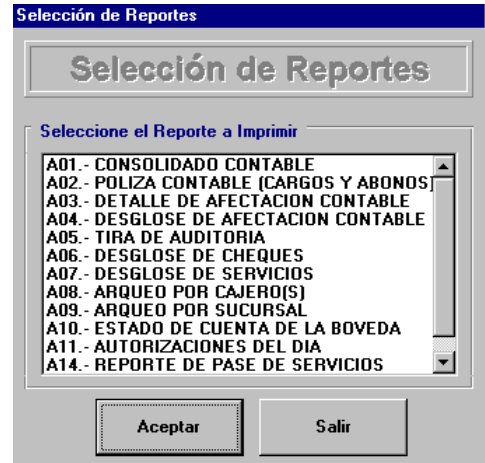 Selección de Reportes
Selección de Reportes
Seleccione el Reporte a Imprimir
A01.- CONSOLIDADO CONTABLE
A02.- POLIZA CONTABLE (CARGOS Y ABONOS)
A03.- DETALLE DE AFECTACION CONTABLE
A04.- DESGLOSE DE AFECTACION CONTABLE
A05.- TIRA DE AUDITORIA
A06.- DESGLOSE DE CHEQUES
A07.- DESGLOSE DE SERVICIOS
A08.- ARQUEO POR CAJERO(S)
A09.- ARQUEO POR SUCURSAL
A10.- ESTADO DE CUENTA DE LA BOVEDA
A11.- AUTORIZACIONES DEL DIA
A14.- REPORTE DE PASE DE SERVICIOS
Aceptar
Salir